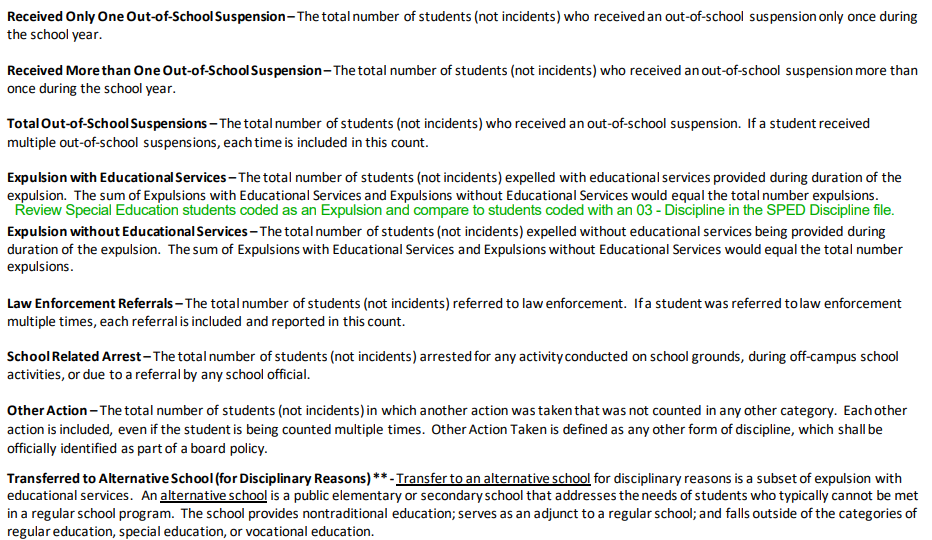 Received Only One Out-of-School Suspension – The total number of students (not incidents) who received an out-of-school suspension only once during
the school year.
Received More than One Out-of-School Suspension – The total number of students (not incidents) who received an out-of-school suspension more than
once during the school year.
Total Out-of-School Suspensions – The total number of students (not incidents) who received an out-of-school suspension. If a student received
multiple out-of-school suspensions, each time is included in this count.
Expulsion with Educational Services – The total number of students (not incidents) expelled with educational services provided during duration of the
expulsion. The sum of Expulsions with Educational Services and Expulsions without Educational Services would equal the total number expulsions.
Review Special Education students coded as an Expulsion and compare to students coded with an 03 - Discipline in the SPED Discipline file.
Expulsion without Educational Services – The total number of students (not incidents) expelled without educational services being provided during
duration of the expulsion. The sum of Expulsions with Educational Services and Expulsions without Educational Services would equal the total number
expulsions.
Law Enforcement Referrals – The total number of students (not incidents) referred to law enforcement. If a student was referred to law enforcement
multiple times, each referral is included and reported in this count.
School Related Arrest – The total number of students (not incidents) arrested for any activity conducted on school grounds, during off-campus school
activities, or due to a referral by any school official.
Other Action – The total number of students (not incidents) in which another action was taken that was not counted in any other category. Each other
action is included, even if the student is being counted multiple times. Other Action Taken is defined as any other form of discipline, which shall be
officially identified as part of a board policy.
Transferred to Alternative School (for Disciplinary Reasons) ** - Transfer to an alternative school for disciplinary reasons is a subset of expulsion with
educational services. An alternative school is a public elementary or secondary school that addresses the needs of students who typically cannot be met
in a regular school program. The school provides nontraditional education; serves as an adjunct to a regular school; and falls outside of the categories of
regular education, special education, or vocational education.